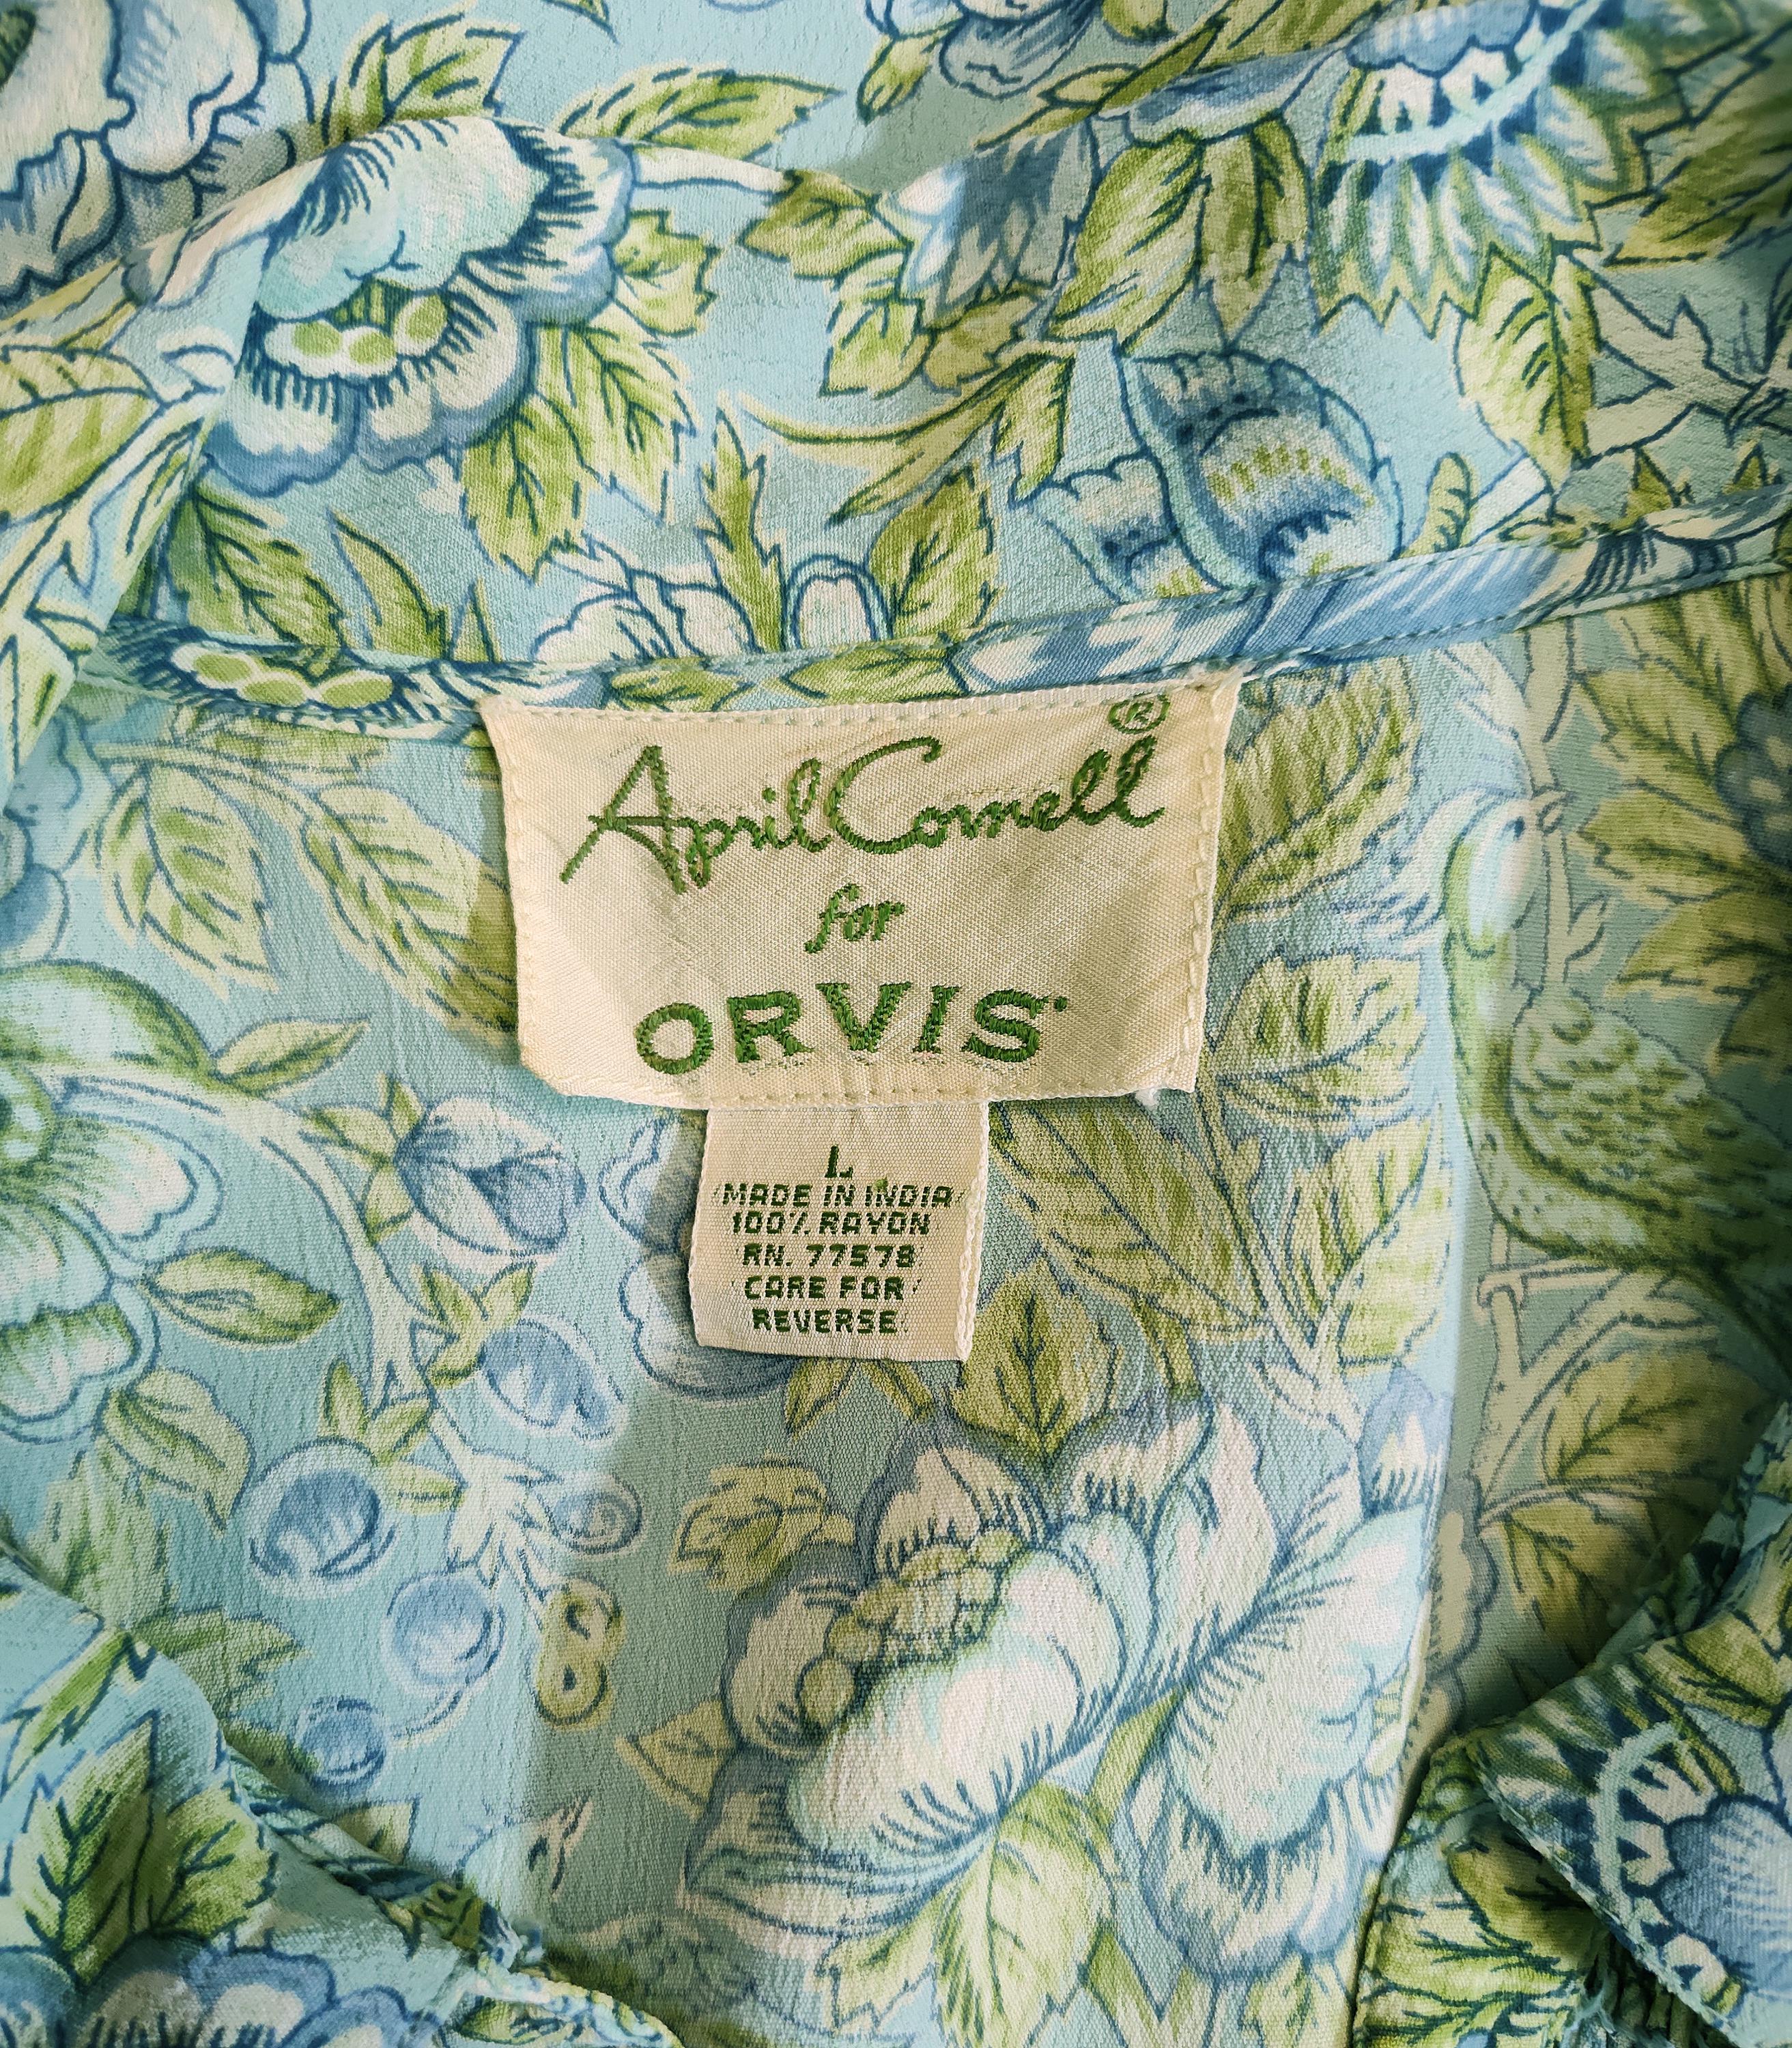 April Cornell®
for
ORVIS
L
MADE IN INDIA
100% RAYON
RN. 77578
CARE FOR
REVERSE